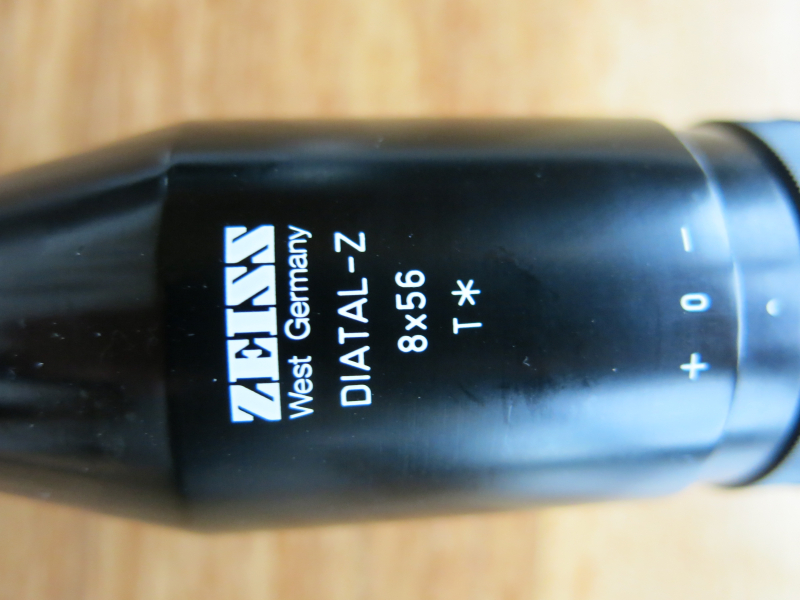 ZEISS
West Germany
DIATAL-Z
8x56
T*
+ 0 -